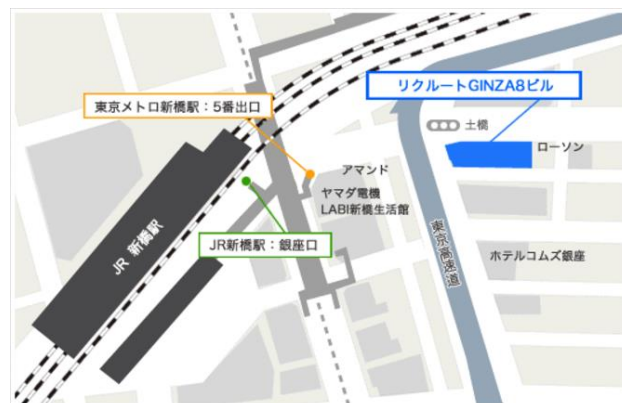 リクルートGINZA8ビル
東京メトロ新橋駅：5番出口
土橋
ローソン
アマンド
ヤマダ電機
LABI新橋生活館
JR 新橋駅
JR新橋駅：銀座口
東京高速道
ホテルコムズ銀座